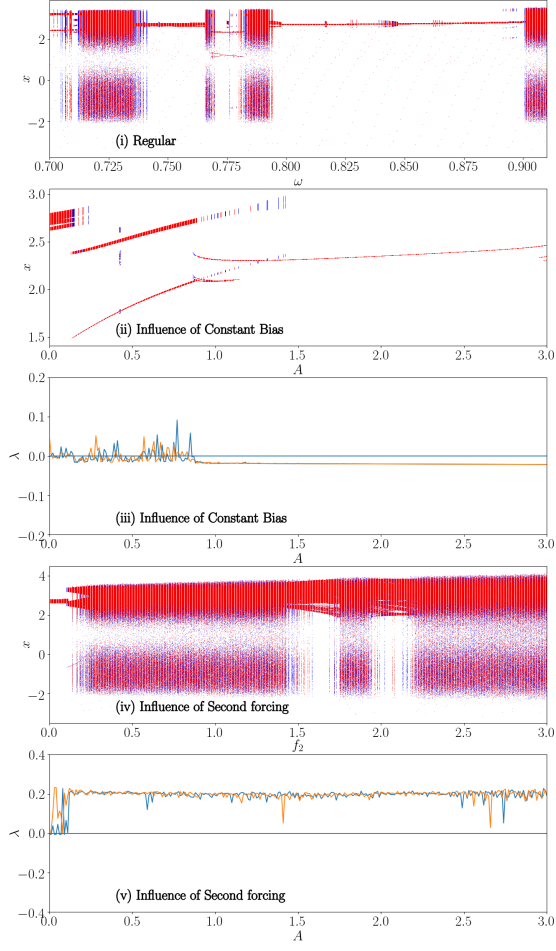 2
0
−2
x
(i) Regular
0.700 0.725 0.750 0.775 0.800 0.825 0.850 0.875 0.900
ω
3.0
2.5
2.0
1.5
x
(ii) Influence of Constant Bias
0.0 0.5 1.0 1.5 2.0 2.5 3.0
A
0.2
0.1
0.0
−0.1
−0.2
λ
(iii) Influence of Constant Bias
0.0 0.5 1.0 1.5 2.0 2.5 3.0
A
4
2
0
−2
x
(iv) Influence of Second forcing
0.0 0.5 1.0 1.5 2.0 2.5 3.0
f₂
0.4
0.2
0.0
−0.2
−0.4
λ
(v) Influence of Second forcing
0.0 0.5 1.0 1.5 2.0 2.5 3.0
A